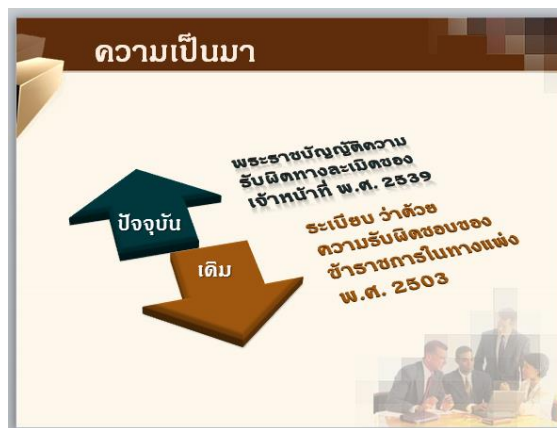 ความเป็นมา
พระราชบัญญัติความ
รับผิดทางละเมิดของ
เจ้าหน้าที่ พ.ศ. 2539
ปัจจุบัน
ระเบียบ ว่าด้วย
ความรับผิดชอบของ
ข้าราชการในทางแพ่ง
พ.ศ. 2503
เดิม